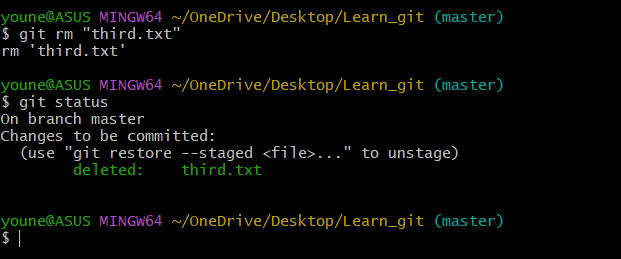 youne@ASUS MINGW64 ~/OneDrive/Desktop/Learn_git (master)
$ git rm "third.txt"
rm 'third.txt'
youne@ASUS MINGW64 ~/OneDrive/Desktop/Learn_git (master)
$ git status
On branch master
Changes to be committed:
  (use "git restore --staged <file>..." to unstage)
        deleted:    third.txt
youne@ASUS MINGW64 ~/OneDrive/Desktop/Learn_git (master)
$